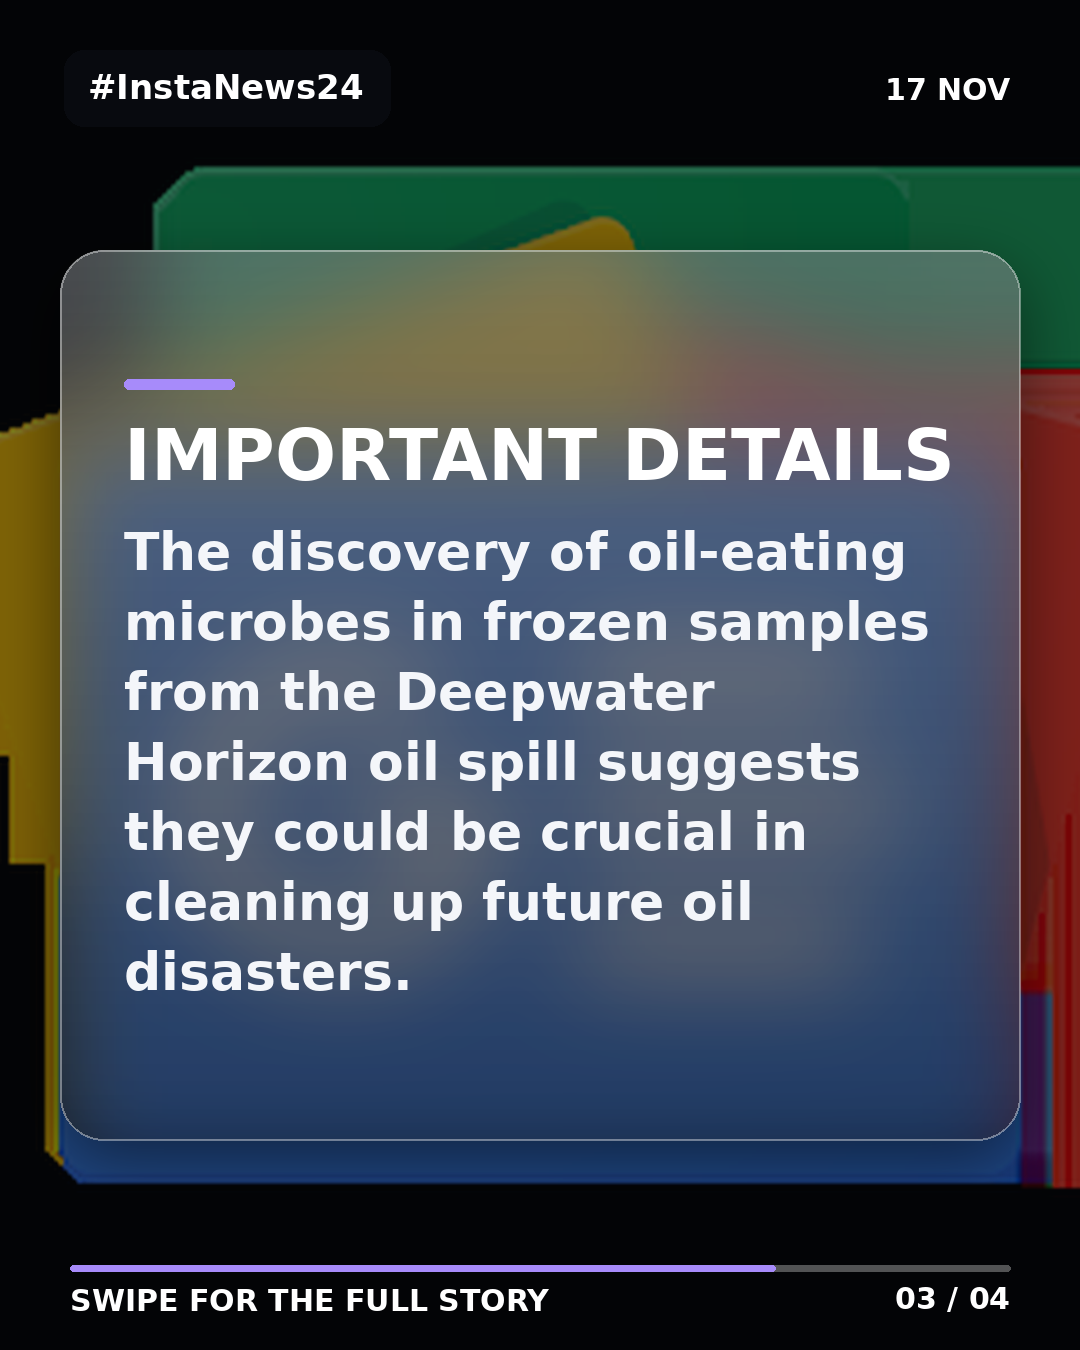 #InstaNews24
17 NOV
IMPORTANT DETAILS
The discovery of oil-eating
microbes in frozen samples
from the Deepwater
Horizon oil spill suggests
they could be crucial in
cleaning up future oil
disasters.
SWIPE FOR THE FULL STORY
03 / 04